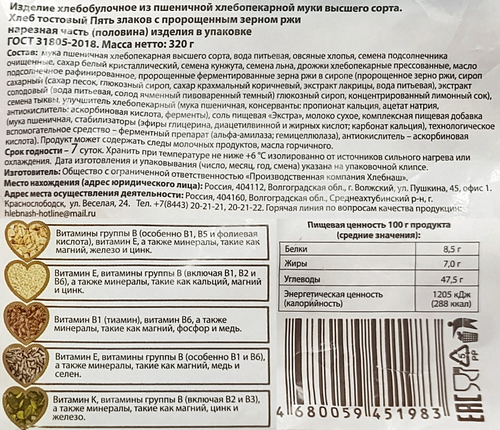 Изделие хлебобулочное из пшеничной хлебопекарной муки высшего сорта.
Хлеб тостовый Пять злаков с пророщенным зерном ржи
нарезная часть (половина) изделия в упаковке
ГОСТ 31805-2018. Масса нетто: 320 г
Состав: мука пшеничная хлебопекарная высшего сорта, вода питьевая, овсяные хлопья, семена подсолнечника
очищенные, сахар белый кристаллический, семена кунжута, семена льна, дрожжи хлебопекарные прессованные, масло
подсолнечное рафинированное, пророщенные ферментированные зерна ржи в сиропе (пророщенное зерно ржи, сироп
сахарный (сахар песок, глюкозный сироп, сахар крахмальный коричневый, экстракт лакрицы, вода питьевая), экстракт
солодовый (вода питьевая, солод ячменный пивоваренный темный) глюкозный сироп, концентрированный лимонный сок),
семена тыквы, улучшитель хлебопекарный (мука пшеничная, консерванты: пропионат кальция, ацетат натрия,
антиокислитель: аскорбиновая кислота, ферменты), соль пищевая «Экстра», молоко сухое, комплексная пищевая добавка
(мука пшеничная, стабилизаторы (эфиры глицерина, диацетилвинной и жирных кислот; карбонат кальция), технологическое
вспомогательное средство – ферментный препарат (альфа-амилаза; гемицеллюлаза), антиокислитель – аскорбиновая
кислота). Продукт может содержать следы молочных продуктов, масла горчичного.
Срок годности – 7 суток. Хранить при температуре не ниже +6 °С изолированно от источников сильного нагрева или
охлаждения. Дата изготовления и упаковывания (число, месяц, год, смена) указана на упаковочной клипсе.
Изготовитель: Общество с ограниченной ответственностью «Производственная компания Хлебнаш».
Место нахождения (адрес юридического лица): Россия, 404112, Волгоградская обл., г. Волжский, ул. Пушкина, 45, офис 1.
Адрес места осуществления деятельности: Россия, 404160, Волгоградская обл., Среднеахтубинский р-н, г.
Краснослободск, ул. Веселая, 24. Тел. +7(8443) 20-21-21, 20-21-22. Горячая линия по вопросам качества продукции:
hlebnash-hotline@mail.ru
Витамины группы В (особенно В1, В5 и фолиевая
кислота), витамин Е, а также минералы, такие как
магний, железо и цинк.
Витамин Е, витамины группы В (включая В1, В2 и
В6), а также минералы, такие как кальций, магний
и цинк.
Витамин В1 (тиамин), витамин В6, а также
минералы, такие как магний, фосфор и медь.
Витамин Е, витамины группы В (особенно В1 и В6),
а также минералы, такие как магний, медь и
селен.
Витамин К, витамины группы В (включая В2 и В3),
а также минералы, такие как магний, цинк и
железо.
Пищевая ценность 100 г продукта
(средние значения):
Белки 8,5 г
Жиры 7,0 г
Углеводы 47,5 г
Энергетическая ценность 1205 кДж
(калорийность) (288 ккал)
4 680059 451983
EAC
5
PP